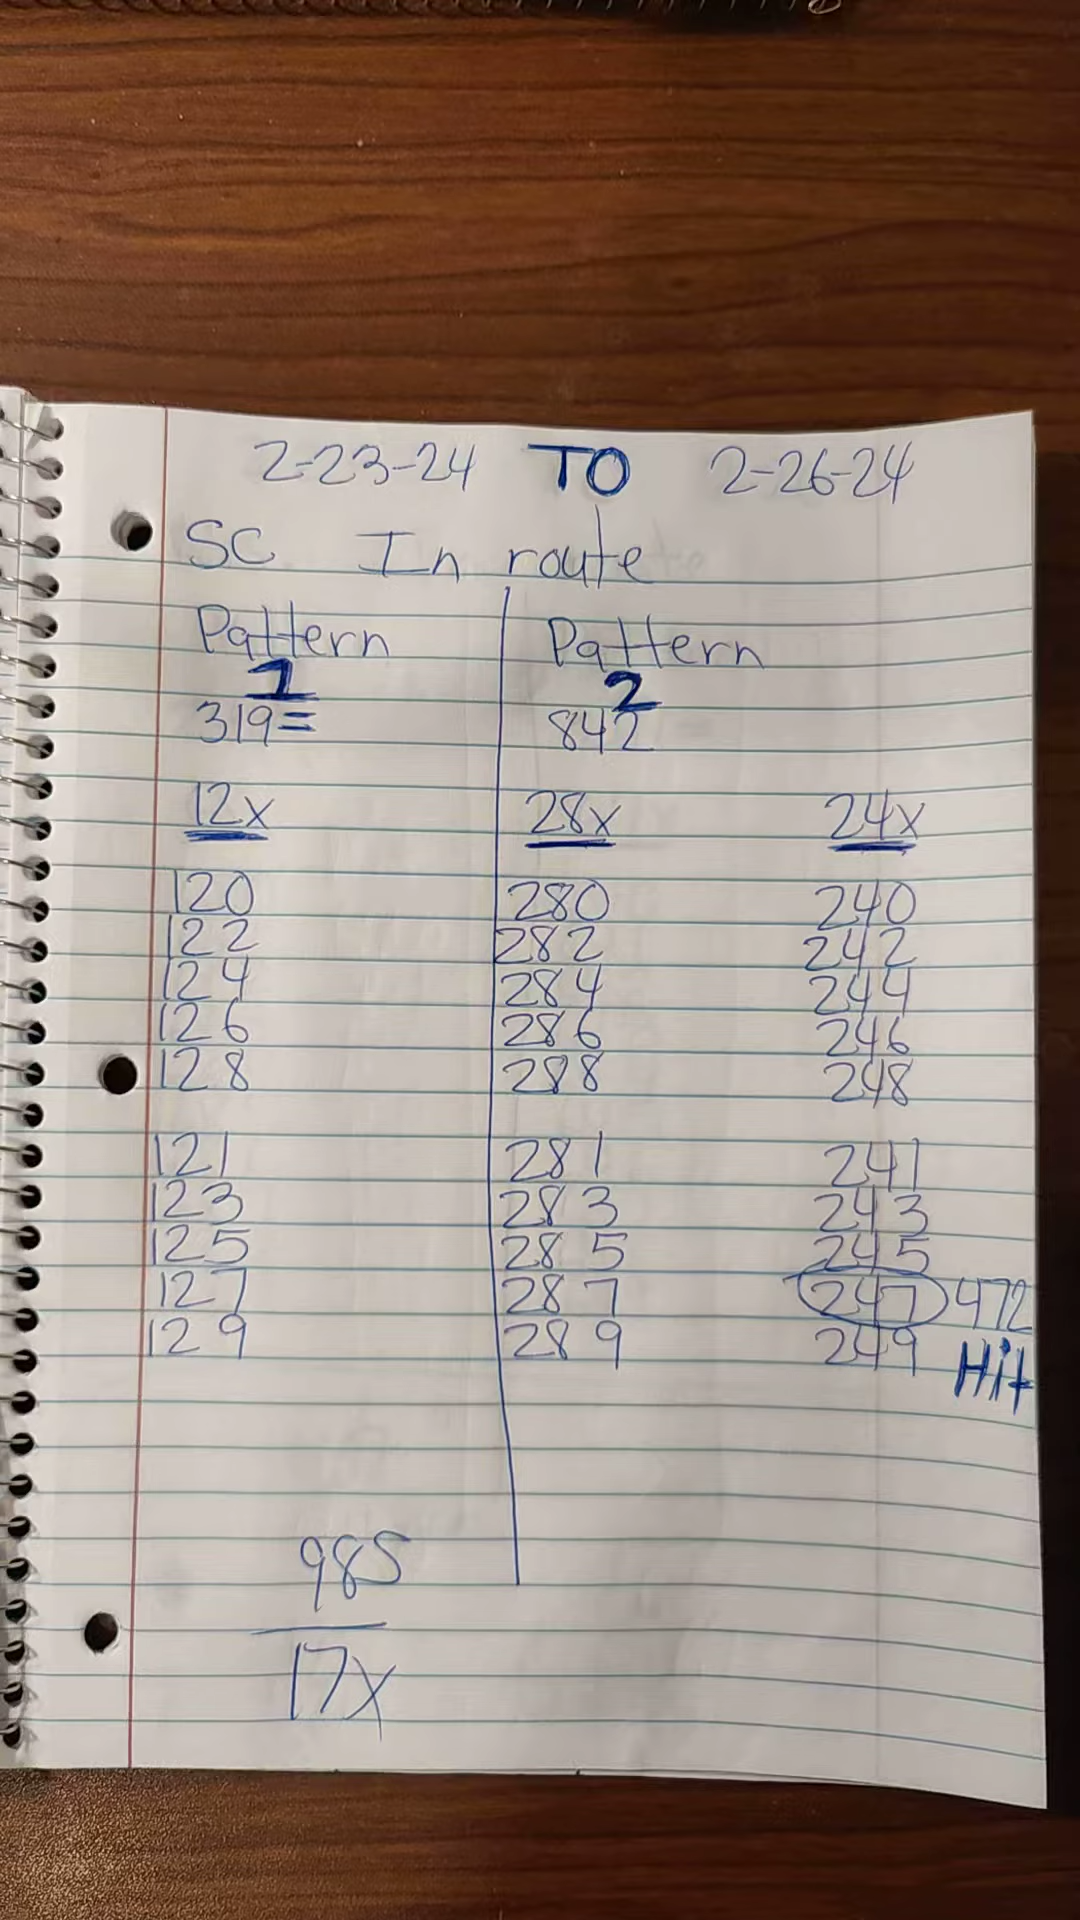 2-23-24 TO 2-26-24
SC In route
Pattern Pattern
1 2
319= 842
12x 28x 24x
120 280 240
122 282 242
124 284 244
126 286 246
128 288 248
121 281 241
123 283 243
125 285 245
127 287 247 472
129 289 249 Hit
985
17x